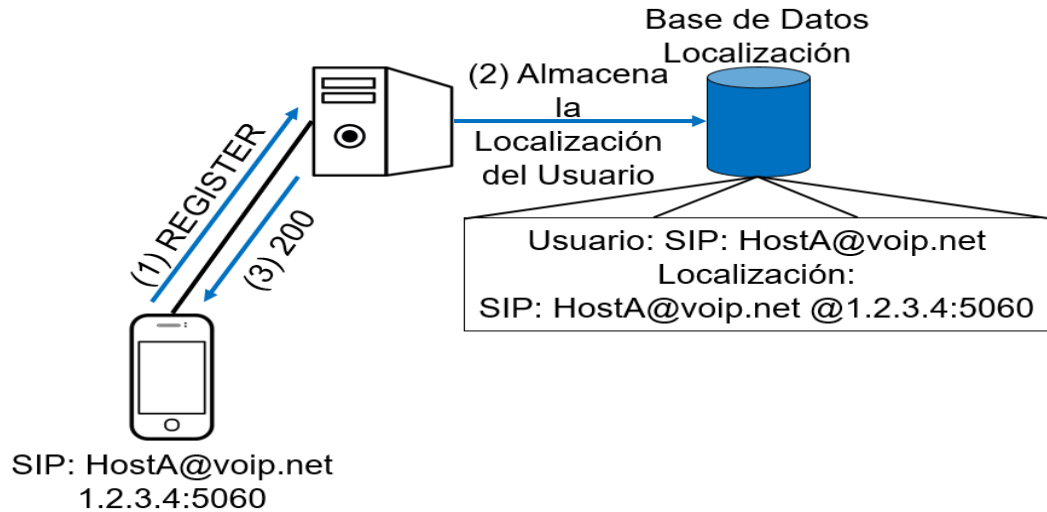 Base de Datos
Localización
(2) Almacena
la
Localización
del Usuario
(1) REGISTER
(3) 200
Usuario: SIP: HostA@voip.net
Localización:
SIP: HostA@voip.net @1.2.3.4:5060
SIP: HostA@voip.net
1.2.3.4:5060